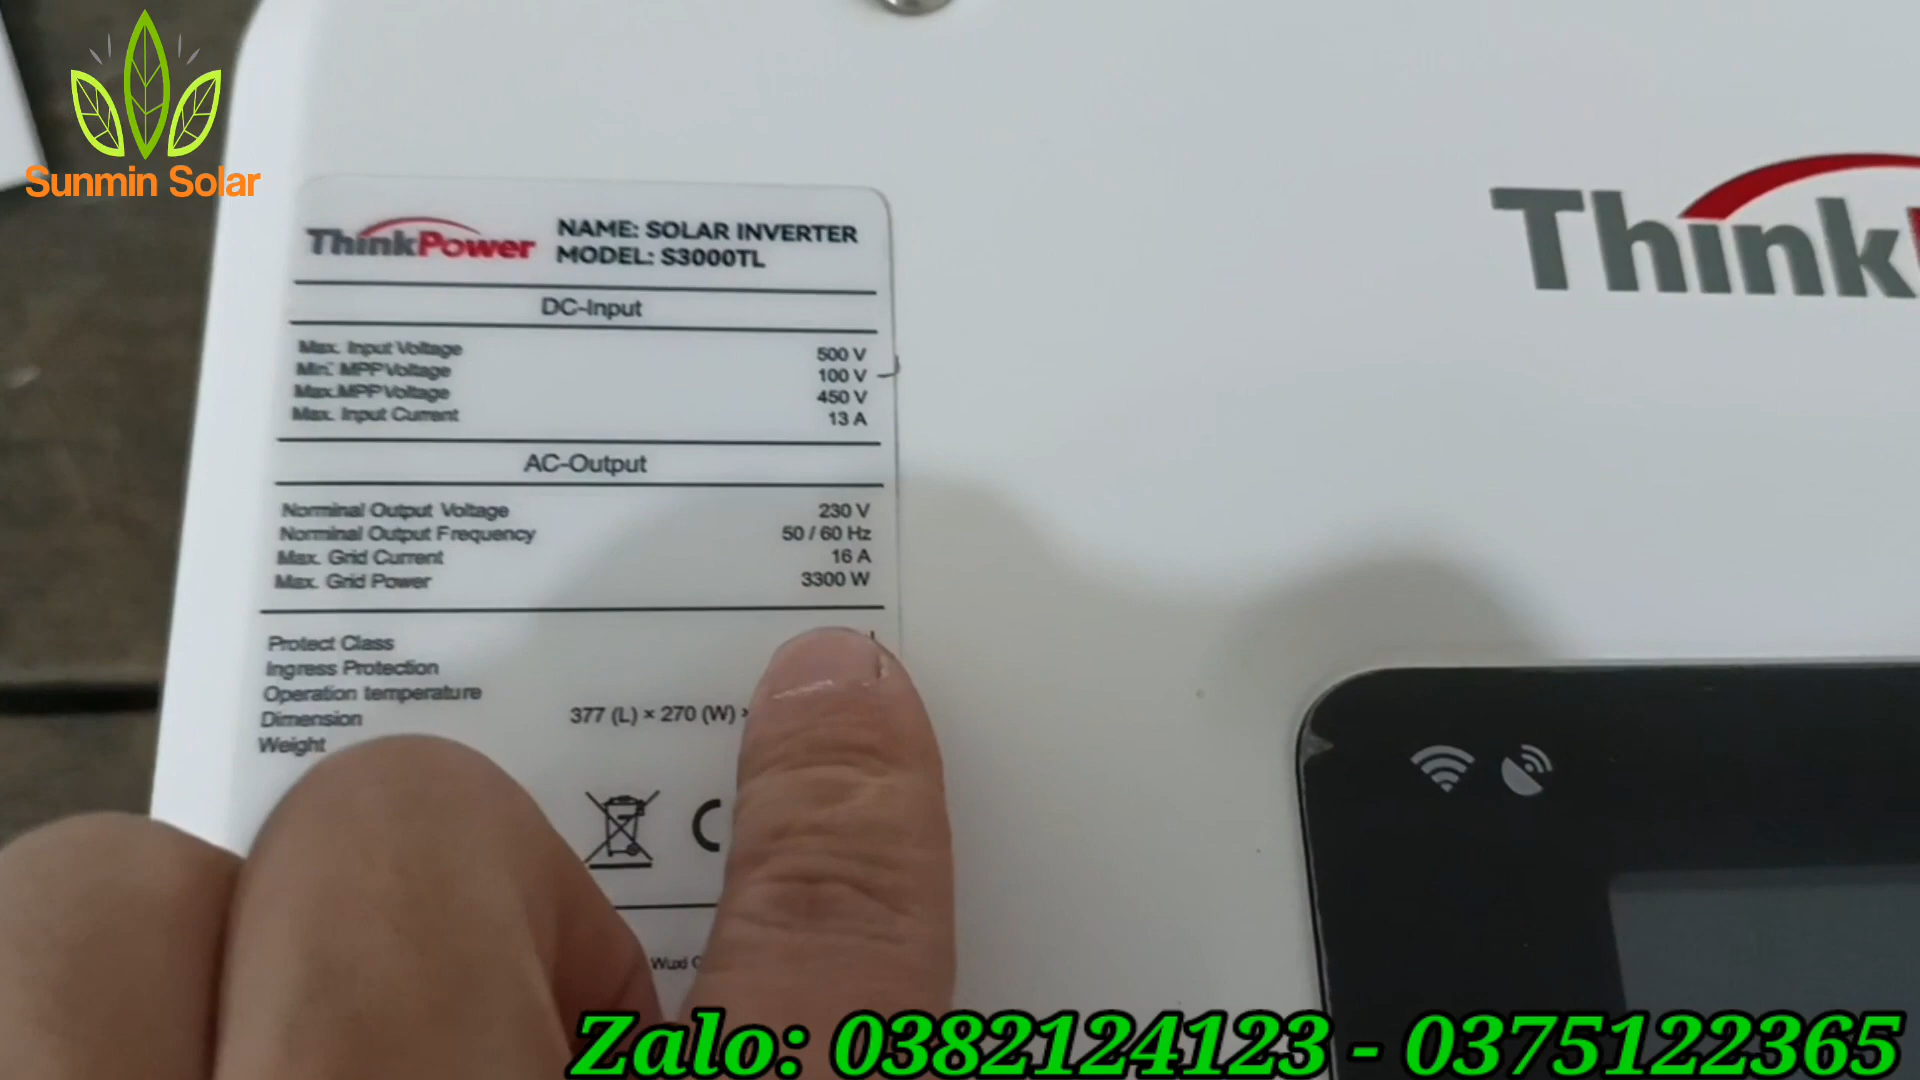 Sunmin Solar
ThinkPower
NAME: SOLAR INVERTER
MODEL: S3000TL
DC-Input
Max. Input Voltage 500 V
Min. MPP Voltage 100 V
Max.MPP Voltage 450 V
Max. Input Current 13 A
AC-Output
Norminal Output Voltage 230 V
Norminal Output Frequency 50 / 60 Hz
Max. Grid Current 16 A
Max. Grid Power 3300 W
Protect Class
Ingress Protection
Operation temperature
Dimension 377 (L) × 270 (W) ×
Weight
Wuxi
Think
Zalo: 0382124123 - 0375122365